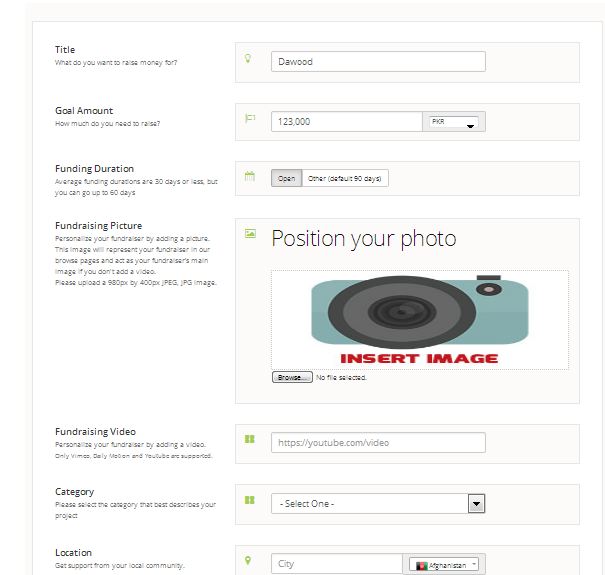 Title
What do you want to raise money for?
Dawood
Goal Amount
How much do you need to raise?
123,000
PKR
Funding Duration
Average funding durations are 30 days or less, but
you can go up to 60 days
Open
Other (default 90 days)
Fundraising Picture
Personalize your fundraiser by adding a picture.
This image will represent your fundraiser in our
browse pages and act as your fundraiser's main
image if you don't add a video.
Please upload a 980px by 400px JPEG, JPG image.
Position your photo
INSERT IMAGE
Browse... No file selected.
Fundraising Video
Personalize your fundraiser by adding a video.
Only Vimeo, Daily Motion and YouTube are supported.
https://youtube.com/video
Category
Please select the category that best describes your
project
- Select One -
Location
Get support from your local community.
City
Afghanistan